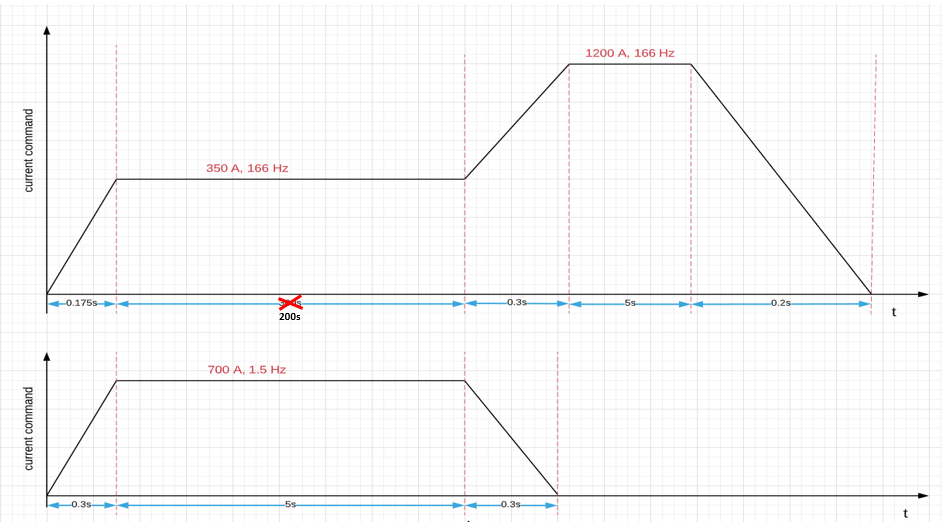 1200 A, 166 Hz
current command
350 A, 166 Hz
0.175s
0.3s
5s
0.2s
200s
t
700 A, 1.5 Hz
current command
0.3s
5s
0.3s
t